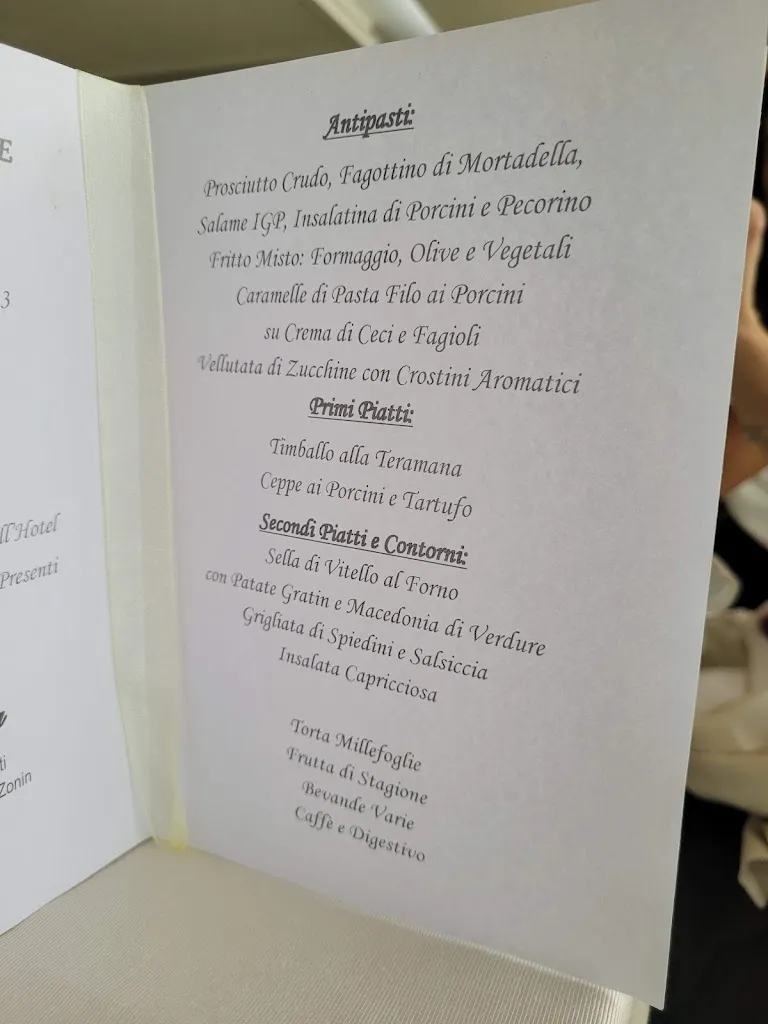 E
3
ll'Hotel
Presenti
ti
Zonin
Antipasti:
Prosciutto Crudo, Fagottino di Mortadella,
Salame IGP, Insalatina di Porcini e Pecorino
Fritto Misto: Formaggio, Olive e Vegetali
Caramelle di Pasta Filo ai Porcini
su Crema di Ceci e Fagioli
Vellutata di Zucchine con Crostini Aromatici
Primi Piatti:
Timballo alla Teramana
Ceppe ai Porcini e Tartufo
Secondi Piatti e Contorni:
Sella di Vitello al Forno
con Patate Gratin e Macedonia di Verdure
Grigliata di Spiedini e Salsiccia
Insalata Capricciosa
Torta Millefoglie
Frutta di Stagione
Bevande Varie
Caffè e Digestivo